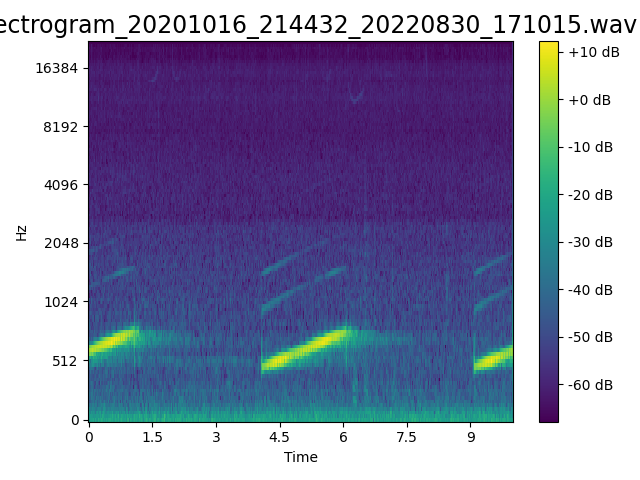 ectrogram_20201016_214432_20220830_171015.wav
16384
8192
4096
2048
1024
512
0
Hz
0 1.5 3 4.5 6 7.5 9
Time
+10 dB
+0 dB
-10 dB
-20 dB
-30 dB
-40 dB
-50 dB
-60 dB